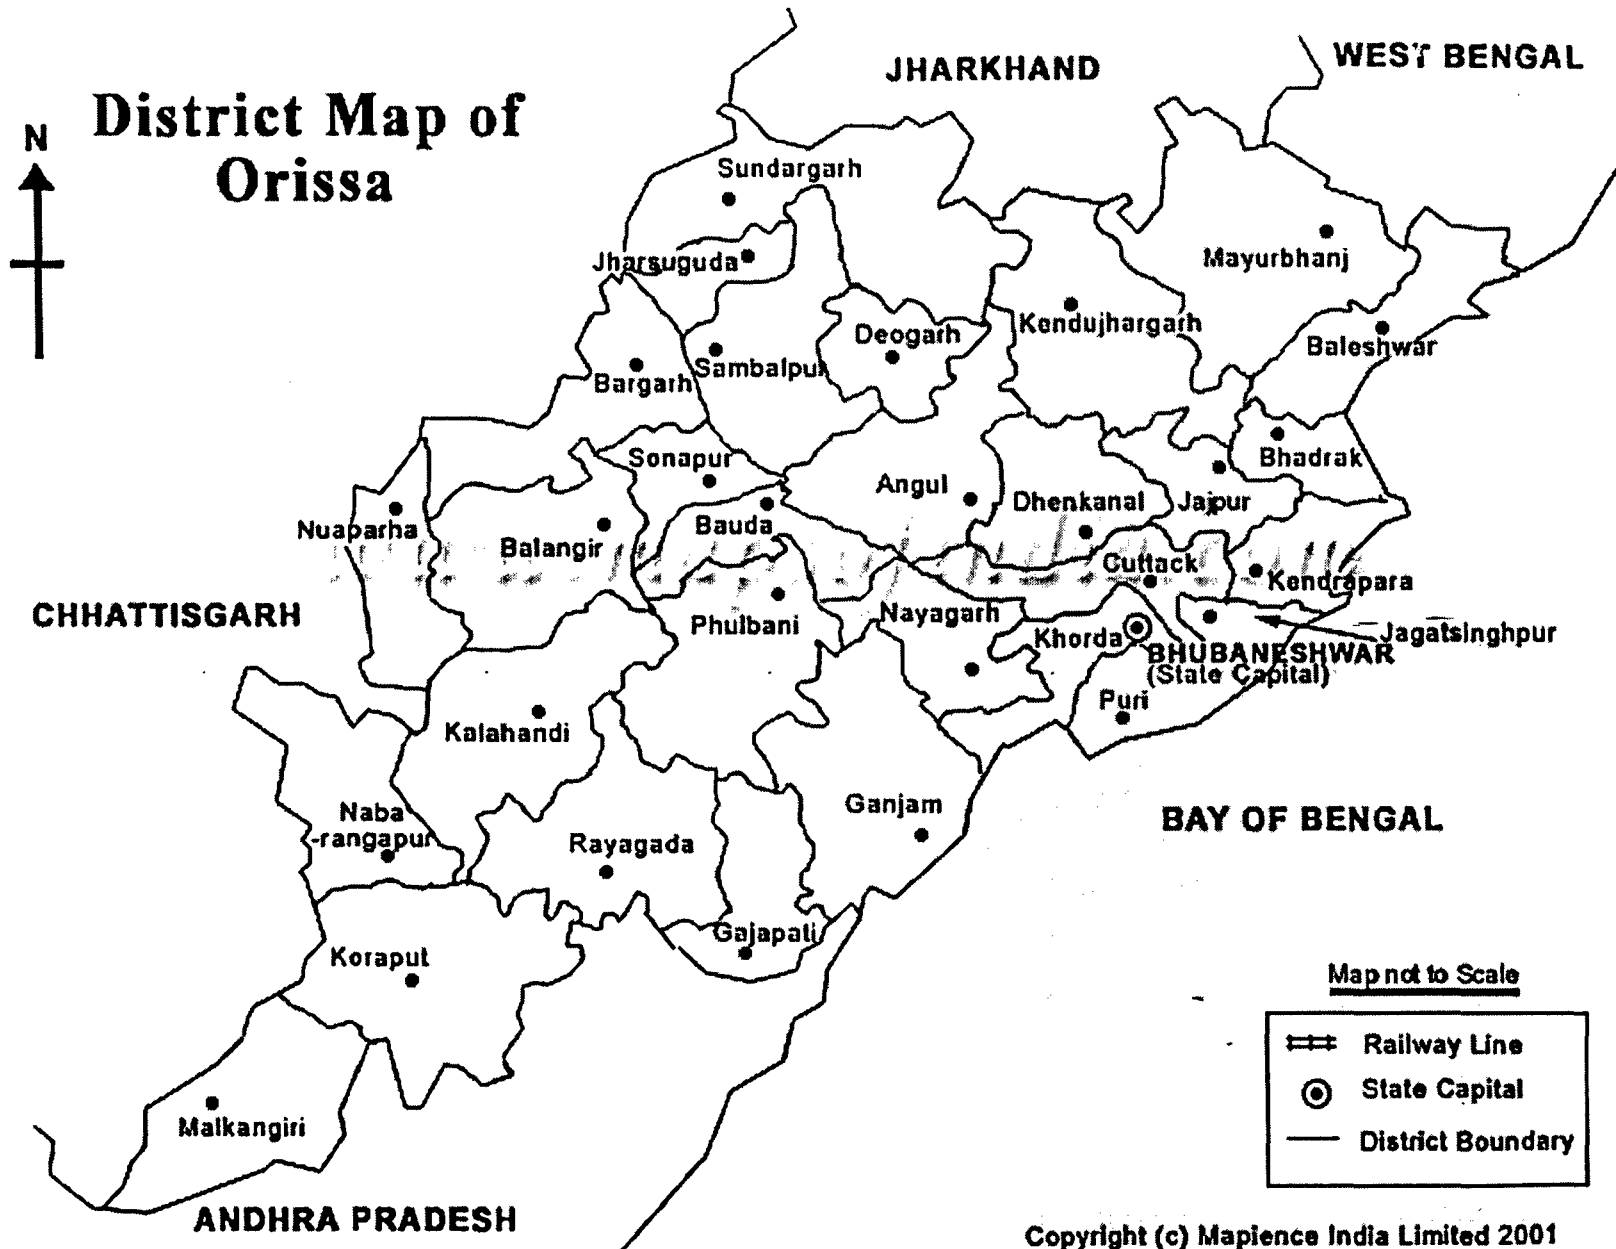 JHARKHAND
WEST BENGAL
District Map of
Orissa
N
Sundargarh
Jharsuguda
Mayurbhanj
Kendujhargarh
Deogarh
Baleshwar
Sambalpur
Bargarh
Sonapur
Bhadrak
Angul
Dhenkanal
Jajpur
Nuaparha
Balangir
Bauda
Cuttack
Kendrapara
CHHATTISGARH
Phulbani
Nayagarh
Khorda
Jagatsinghpur
BHUBANESHWAR
(State Capital)
Puri
Kalahandi
Naba
-rangapur
Ganjam
BAY OF BENGAL
Rayagada
Gajapati
Koraput
Map not to Scale
Railway Line
State Capital
District Boundary
Malkangiri
ANDHRA PRADESH
Copyright (c) Mapience India Limited 2001